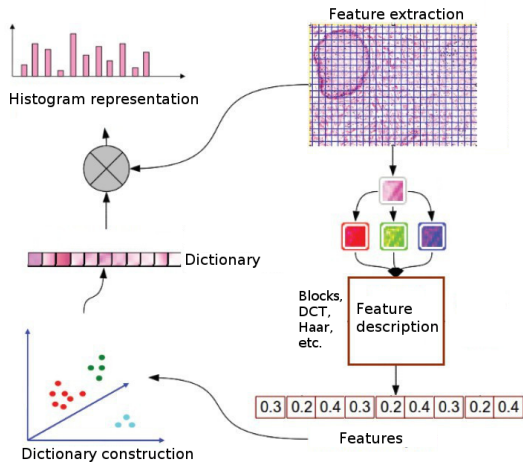 Feature extraction
Histogram representation
Dictionary
Blocks,
DCT,
Haar,
etc.
Feature
description
0.3 0.2 0.4 0.3 0.2 0.4 0.3 0.2 0.4
Features
Dictionary construction